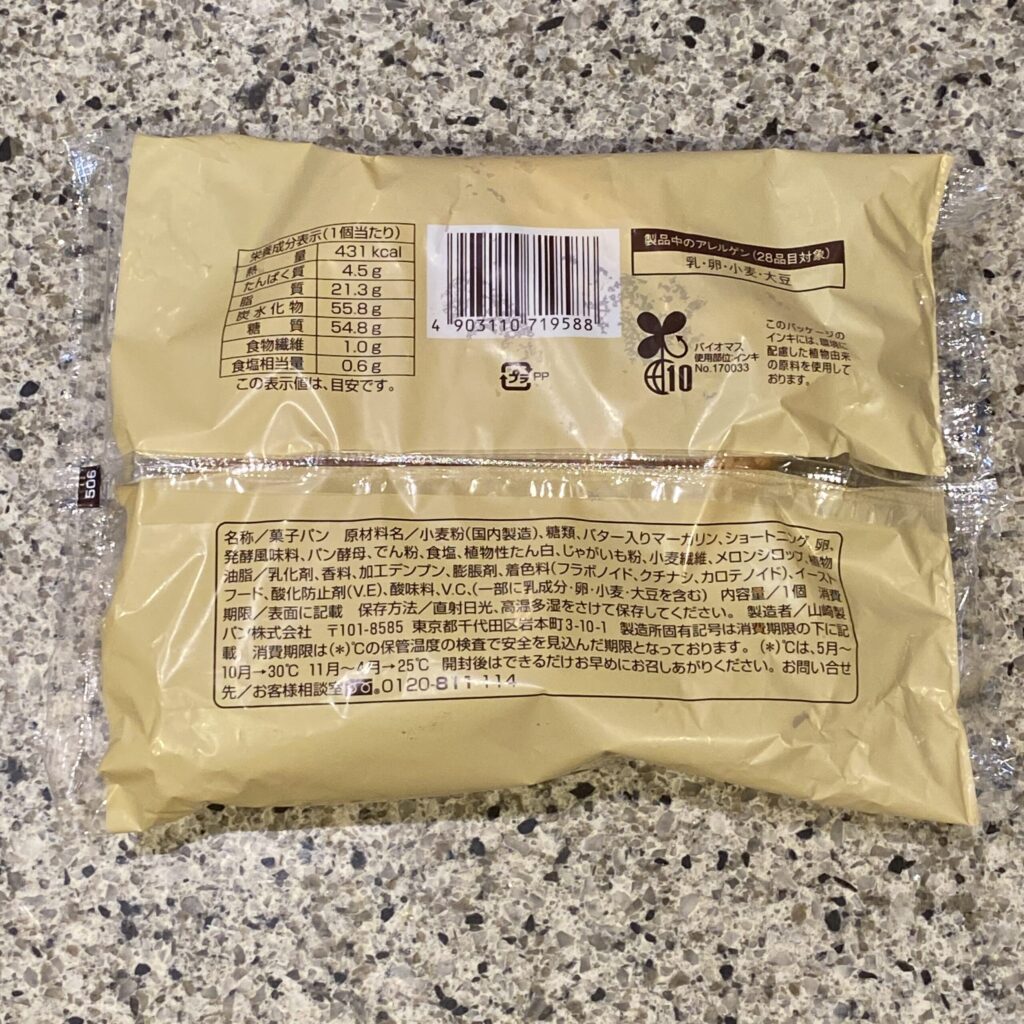 栄養成分表示(1個当たり)
熱量 431kcal
たんぱく質 4.5g
脂質 21.3g
炭水化物 55.8g
糖質 54.8g
食物繊維 1.0g
食塩相当量 0.6g
この表示値は、目安です。
4 903110 719588
プラ PP
製品中のアレルゲン(28品目対象)
乳・卵・小麦・大豆
バイオマス
使用部位:インキ
No.170033
10
このパッケージの
インキには、環境に
配慮した植物由来
の原料を使用して
おります。
506
名称/菓子パン 原材料名/小麦粉(国内製造)、糖類、バター入りマーガリン、ショートニング、卵、
発酵風味料、パン酵母、でん粉、食塩、植物性たん白、じゃがいも粉、小麦繊維、メロンシロップ、植物
油脂/乳化剤、香料、加工デンプン、膨脹剤、着色料(フラボノイド、クチナシ、カロテノイド)、イースト
フード、酸化防止剤(V.E)、酸味料、V.C、(一部に乳成分・卵・小麦・大豆を含む) 内容量/1個 消費
期限/表面に記載 保存方法/直射日光、高温多湿をさけて保存してください。 製造者/山崎製
パン株式会社 〒101-8585 東京都千代田区岩本町3-10-1 製造所固有記号は消費期限の下に記
載 消費期限は(*)℃の保管温度の検査で安全を見込んだ期限となっております。(*)℃は、5月〜
10月→30℃ 11月〜4月→25℃ 開封後はできるだけお早めにお召しあがりください。お問い合せ
先/お客様相談室 0120-811-114